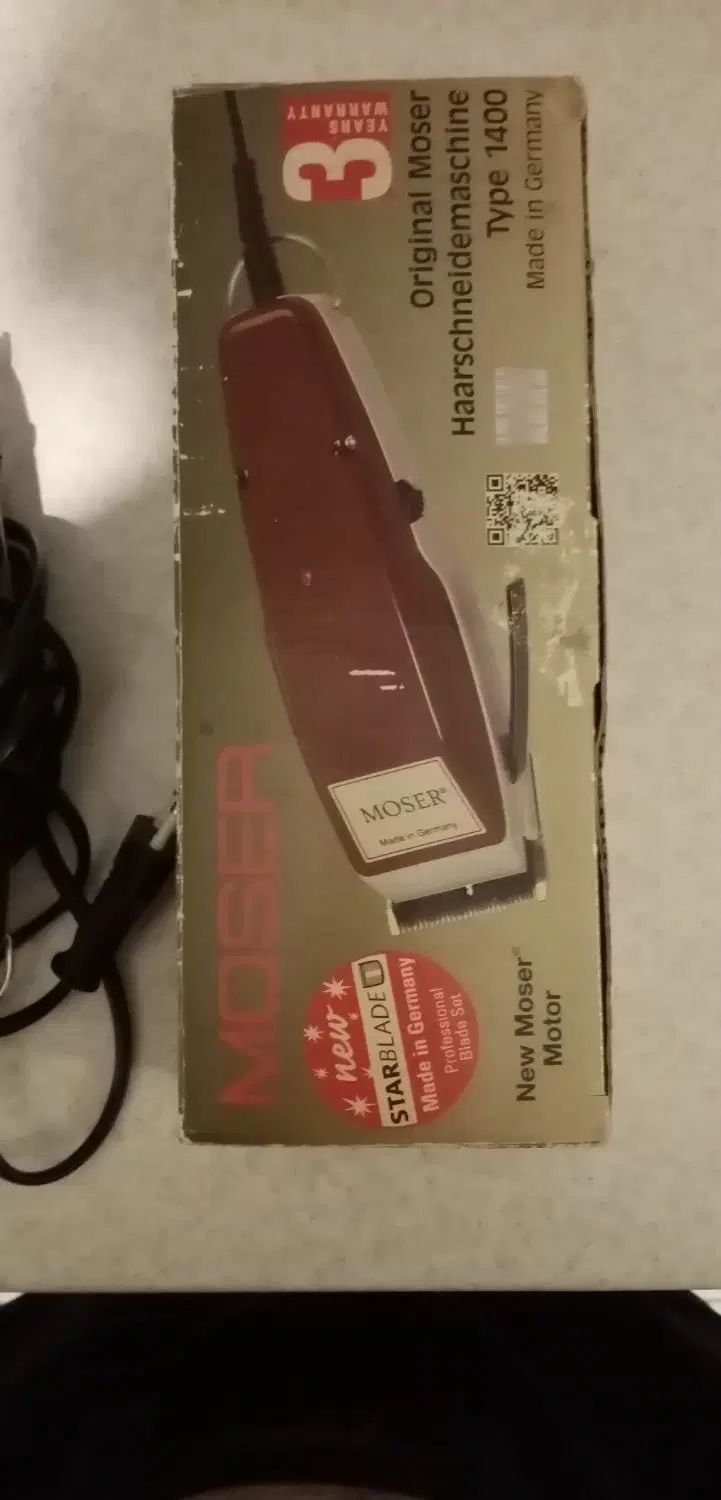 MOSER
new
STARBLADE
Made in Germany
Professional
Blade Set
MOSER®
Made in Germany
3
YEARS
WARRANTY
Original Moser
Haarschneidemaschine
Type 1400
Made in Germany
New Moser®
Motor